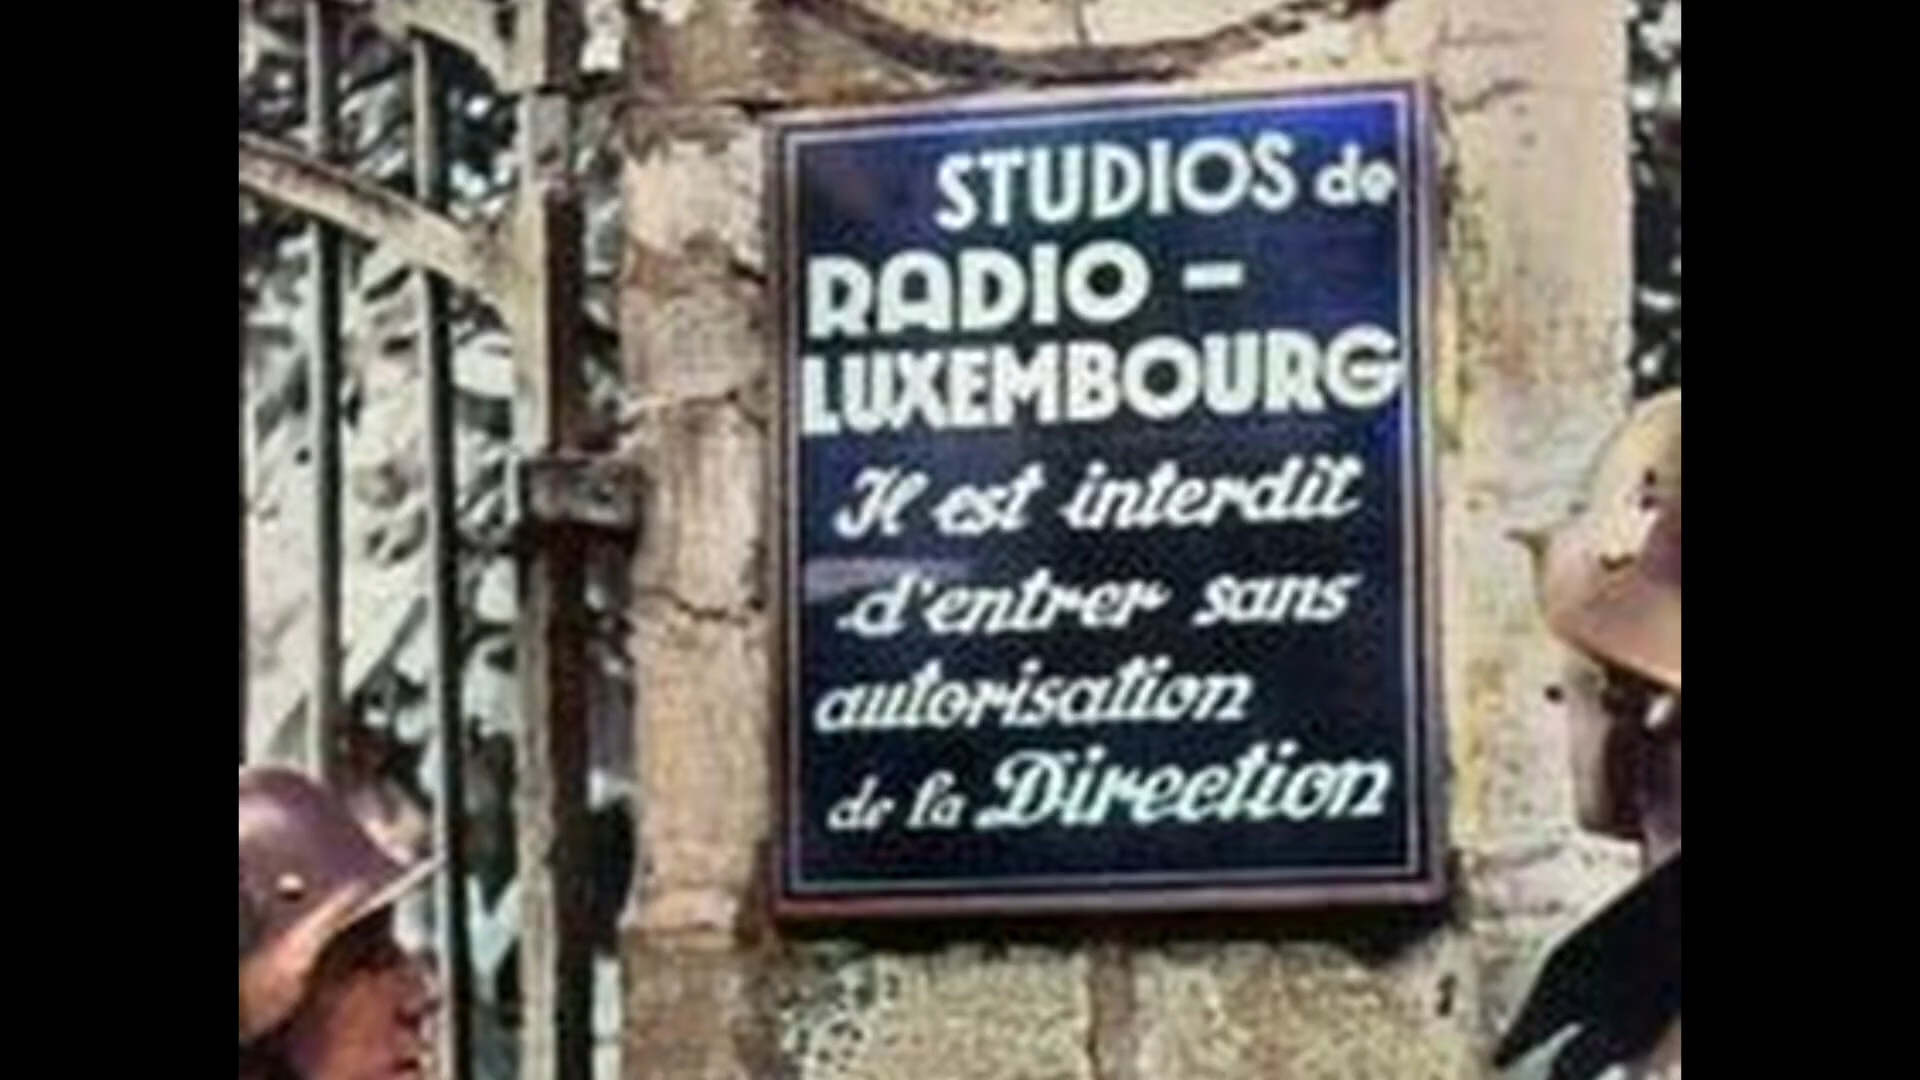 STUDIOS de
RADIO -
LUXEMBOURG
Il est interdit
d'entrer sans
autorisation
de la Direction